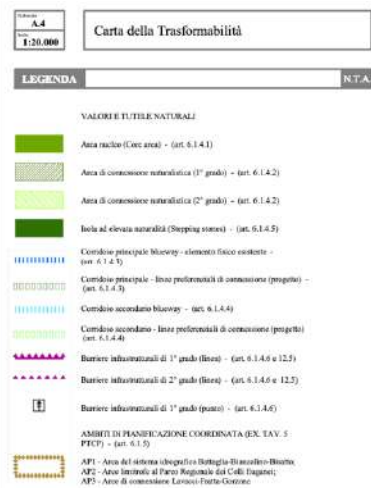 A.4
1:20.000
Carta della Trasformabilità
LEGENDA
N.T.A.
VALORI E TUTELE NATURALI
Area nucleo (Core area) - (art. 6.1.4.1)
Area di connessione naturalistica (1° grado) - (art. 6.1.4.2)
Area di connessione naturalistica (2° grado) - (art. 6.1.4.2)
Isola ad elevata naturalità (Stepping stones) - (art. 6.1.4.5)
Corridoio principale blueway - elemento fisico esistente -
(art. 6.1.4.3)
Corridoio principale - linee preferenziali di connessione (progetto) -
(art. 6.1.4.3)
Corridoio secondario blueway - (art. 6.1.4.4)
Corridoio secondario - linee preferenziali di connessione (progetto)
(art. 6.1.4.4)
Barriere infrastrutturali di 1° grado (linea) - (art. 6.1.4.6 e 12.5)
Barriere infrastrutturali di 2° grado (linea) - (art. 6.1.4.6 e 12.5)
Barriere infrastrutturali di 1° grado (punto) - (art. 6.1.4.6)
AMBITI DI PIANIFICAZIONE COORDINATA (EX. TAV. 5
PTCP) - (art. 6.1.5)
AP1 - Area del sistema idrografico Battaglia-Bisatto;
AP2 - Aree limitrofe al Parco Regionale dei Colli Euganei;
AP3 - Area di connessione Lavacci-Fratta-Gorzone